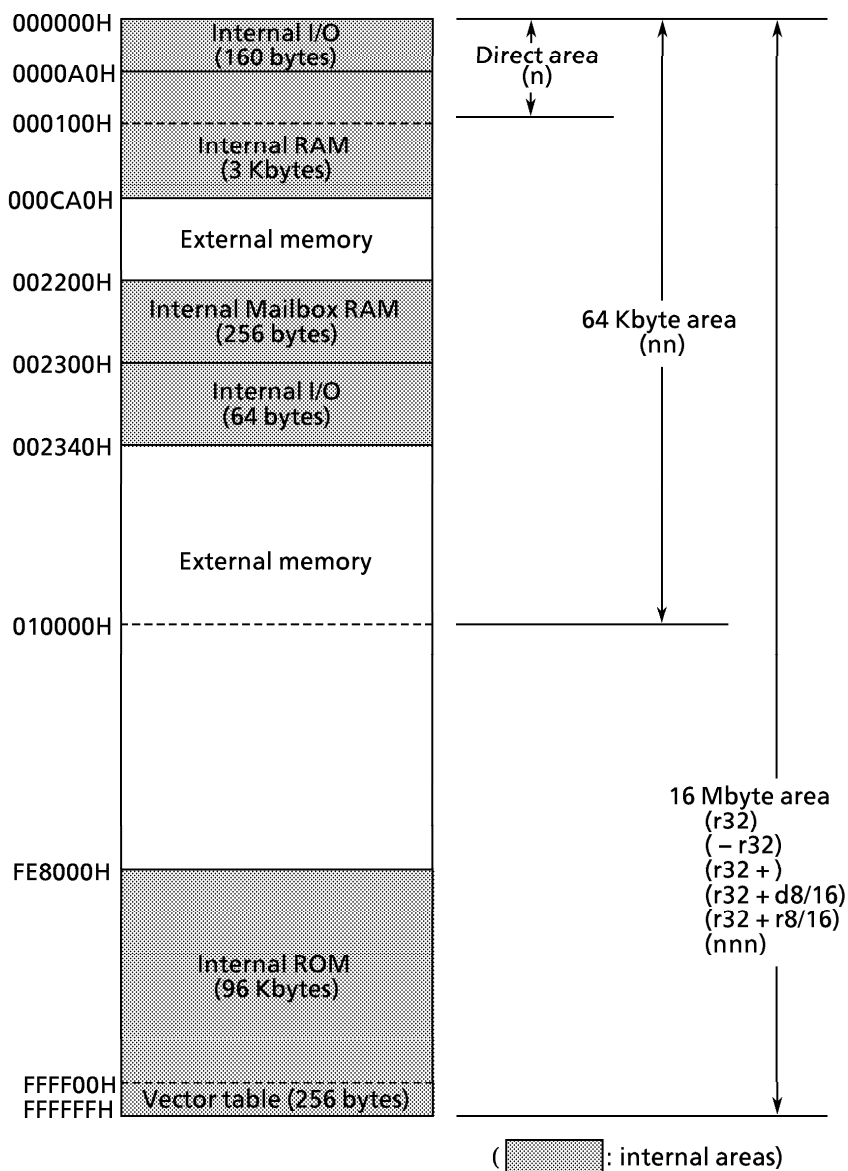 000000H
Internal I/O
(160 bytes)
0000A0H
000100H
Internal RAM
(3 Kbytes)
000CA0H
External memory
002200H
Internal Mailbox RAM
(256 bytes)
002300H
Internal I/O
(64 bytes)
002340H
External memory
010000H
FE8000H
Internal ROM
(96 Kbytes)
FFFF00H
Vector table (256 bytes)
FFFFFFH
Direct area
(n)
64 Kbyte area
(nn)
16 Mbyte area
(r32)
( – r32)
(r32 + )
(r32 + d8/16)
(r32 + r8/16)
(nnn)
( : internal areas)